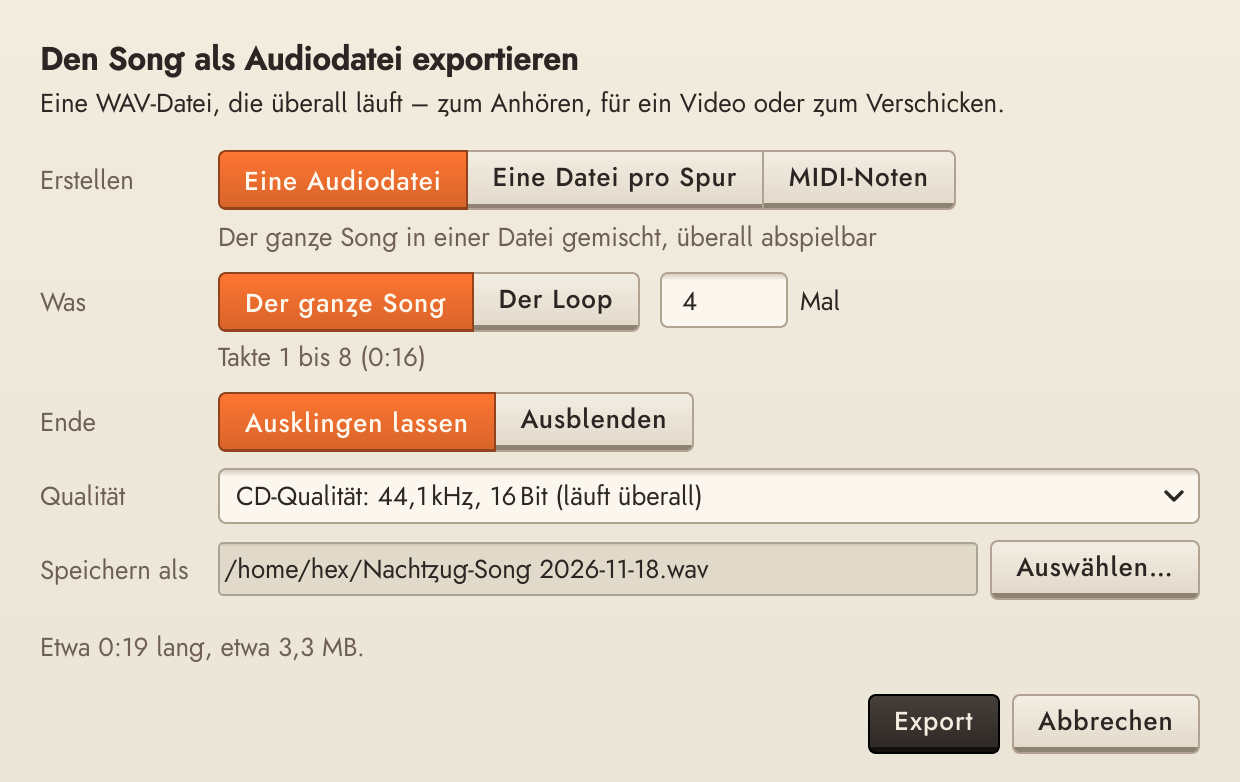 Den Song als Audiodatei exportieren
Eine WAV-Datei, die überall läuft – zum Anhören, für ein Video oder zum Verschicken.
Erstellen Eine Audiodatei Eine Datei pro Spur MIDI-Noten
Der ganze Song in einer Datei gemischt, überall abspielbar
Was Der ganze Song Der Loop 4 Mal
Takte 1 bis 8 (0:16)
Ende Ausklingen lassen Ausblenden
Qualität CD-Qualität: 44,1 kHz, 16 Bit (läuft überall)
Speichern als /home/hex/Nachtzug-Song 2026-11-18.wav Auswählen…
Etwa 0:19 lang, etwa 3,3 MB.
Export Abbrechen